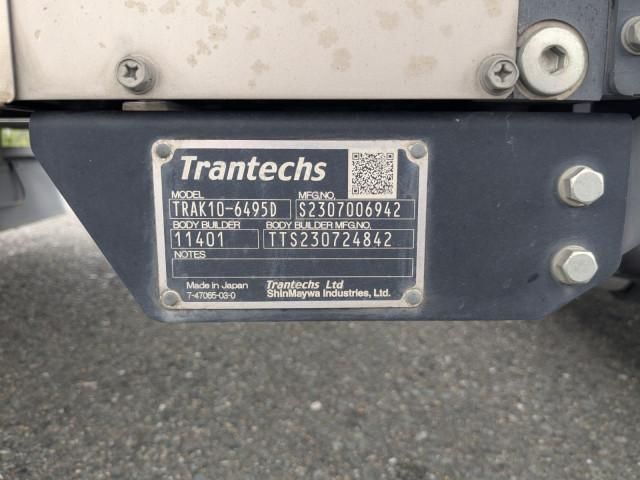 Trantechs
MODEL MFG.NO.
TRAK10-6495D S2307006942
BODY BUILDER BODY BUILDER MFG.NO.
11401 TTS230724842
NOTES
Made in Japan Trantechs Ltd
7-47065-03-0 ShinMaywa Industries, Ltd.